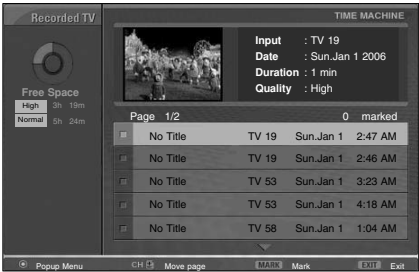 Recorded TV
TIME MACHINE
Input : TV 19
Date : Sun.Jan 1 2006
Duration : 1 min
Quality : High
Free Space
High 3h 19m
Normal 5h 24m
Page 1/2 0 marked
No Title TV 19 Sun.Jan 1 2:47 AM
No Title TV 19 Sun.Jan 1 2:46 AM
No Title TV 53 Sun.Jan 1 3:23 AM
No Title TV 53 Sun.Jan 1 4:18 AM
No Title TV 58 Sun.Jan 1 1:04 AM
Popup Menu CH Move page MARK Mark EXIT Exit